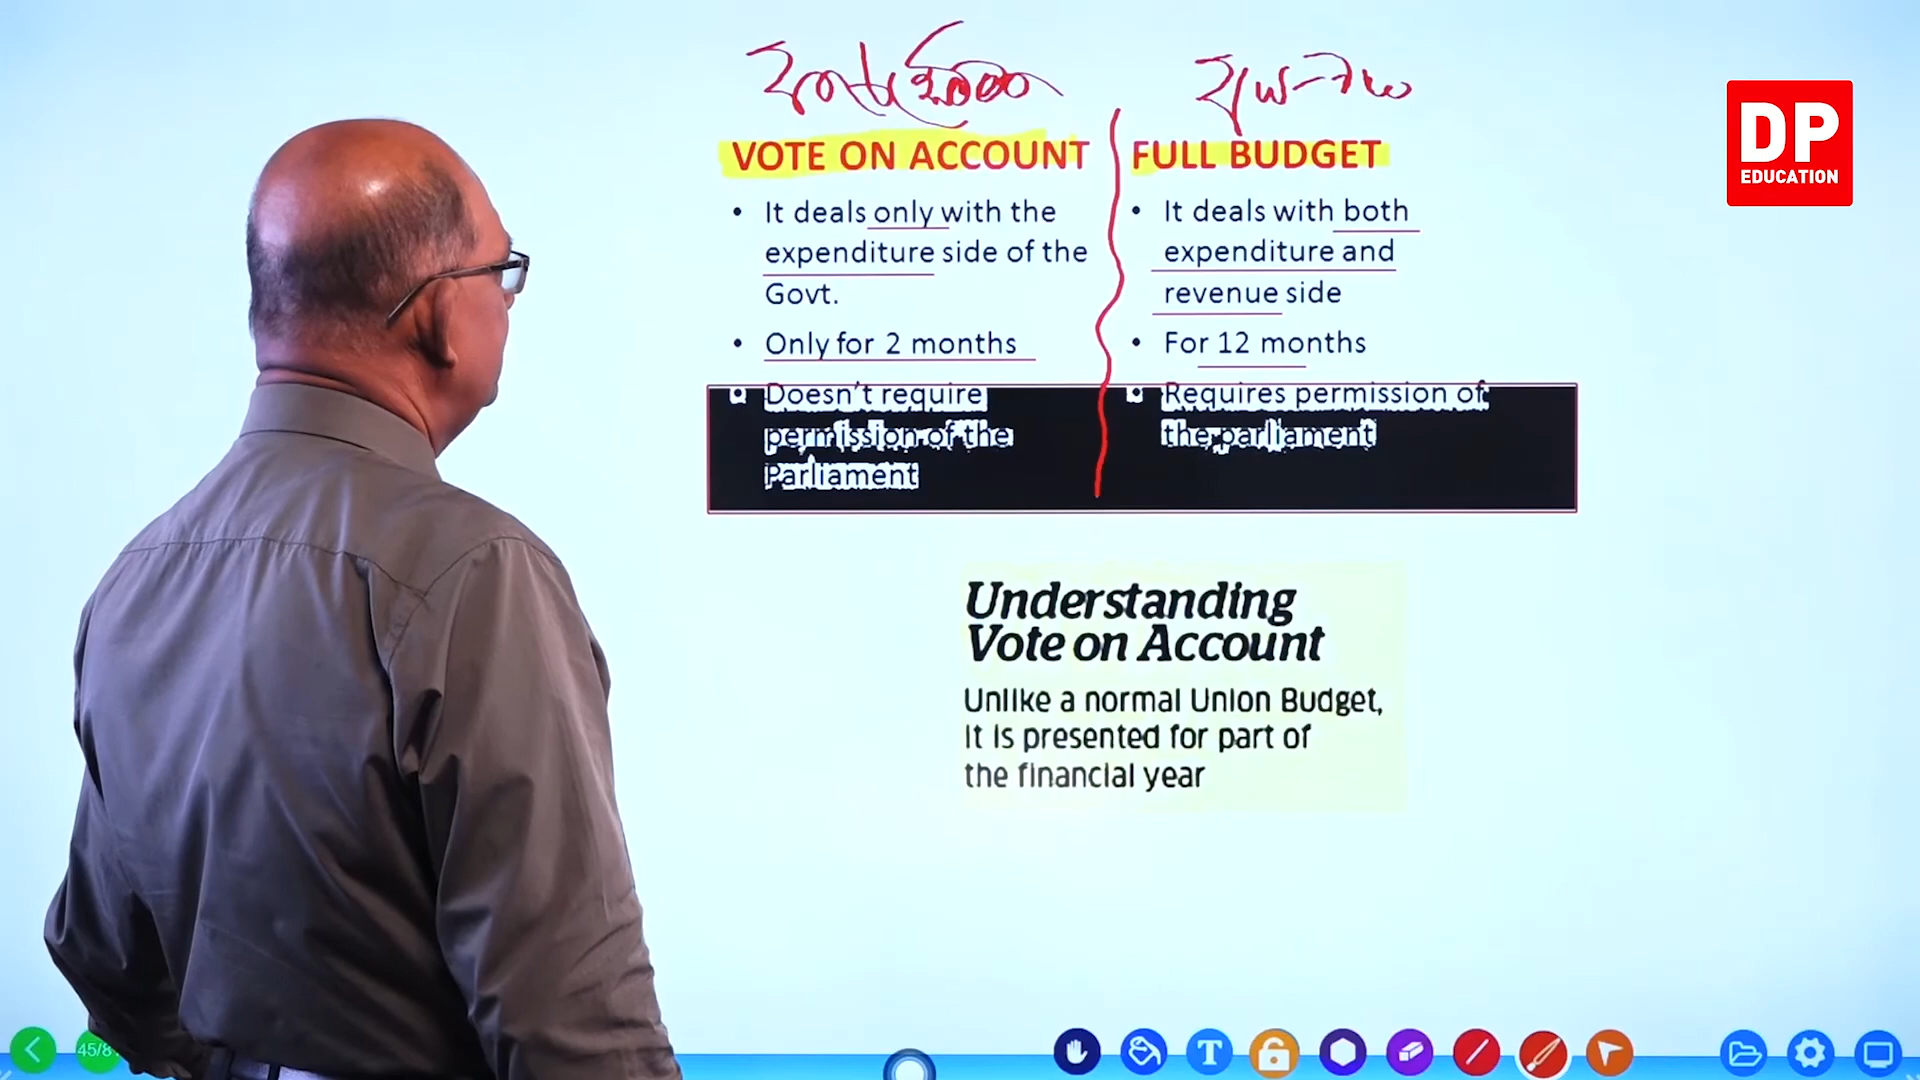 DP
EDUCATION
VOTE ON ACCOUNT
• It deals only with the
expenditure side of the
Govt.
• Only for 2 months
• Doesn't require
permission of the
Parliament
FULL BUDGET
• It deals with both
expenditure and
revenue side
• For 12 months
• Requires permission of
the parliament
Understanding
Vote on Account
Unlike a normal Union Budget,
it is presented for part of
the financial year